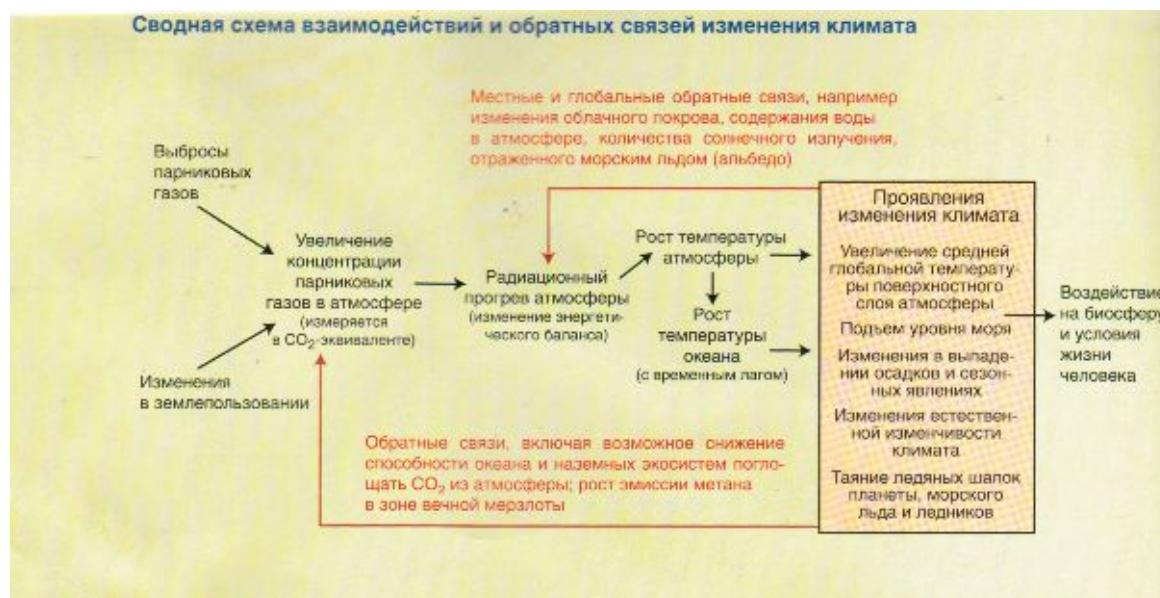 Сводная схема взаимодействий и обратных связей изменения климата
Местные и глобальные обратные связи, например
изменения облачного покрова, содержания воды
в атмосфере, количества солнечного излучения,
отраженного морским льдом (альбедо)
Выбросы
парниковых
газов
Увеличение
концентрации
парниковых
газов в атмосфере
(измеряется
в CO₂-эквиваленте)
Изменения
в землепользовании
Радиационный
прогрев атмосферы
(изменение энергети-
ческого баланса)
Рост температуры
атмосферы
Рост
температуры
океана
(с временным лагом)
Проявления
изменения климата
Увеличение средней
глобальной температу-
ры поверхностного
слоя атмосферы
Подъем уровня моря
Изменения в выпаде-
нии осадков и сезон-
ных явлениях
Изменения естествен-
ной изменчивости
климата
Таяние ледяных шапок
планеты, морского
льда и ледников
Воздействие
на биосферу
и условия
жизни
человека
Обратные связи, включая возможное снижение
способности океана и наземных экосистем погло-
щать CO₂ из атмосферы; рост эмиссии метана
в зоне вечной мерзлоты